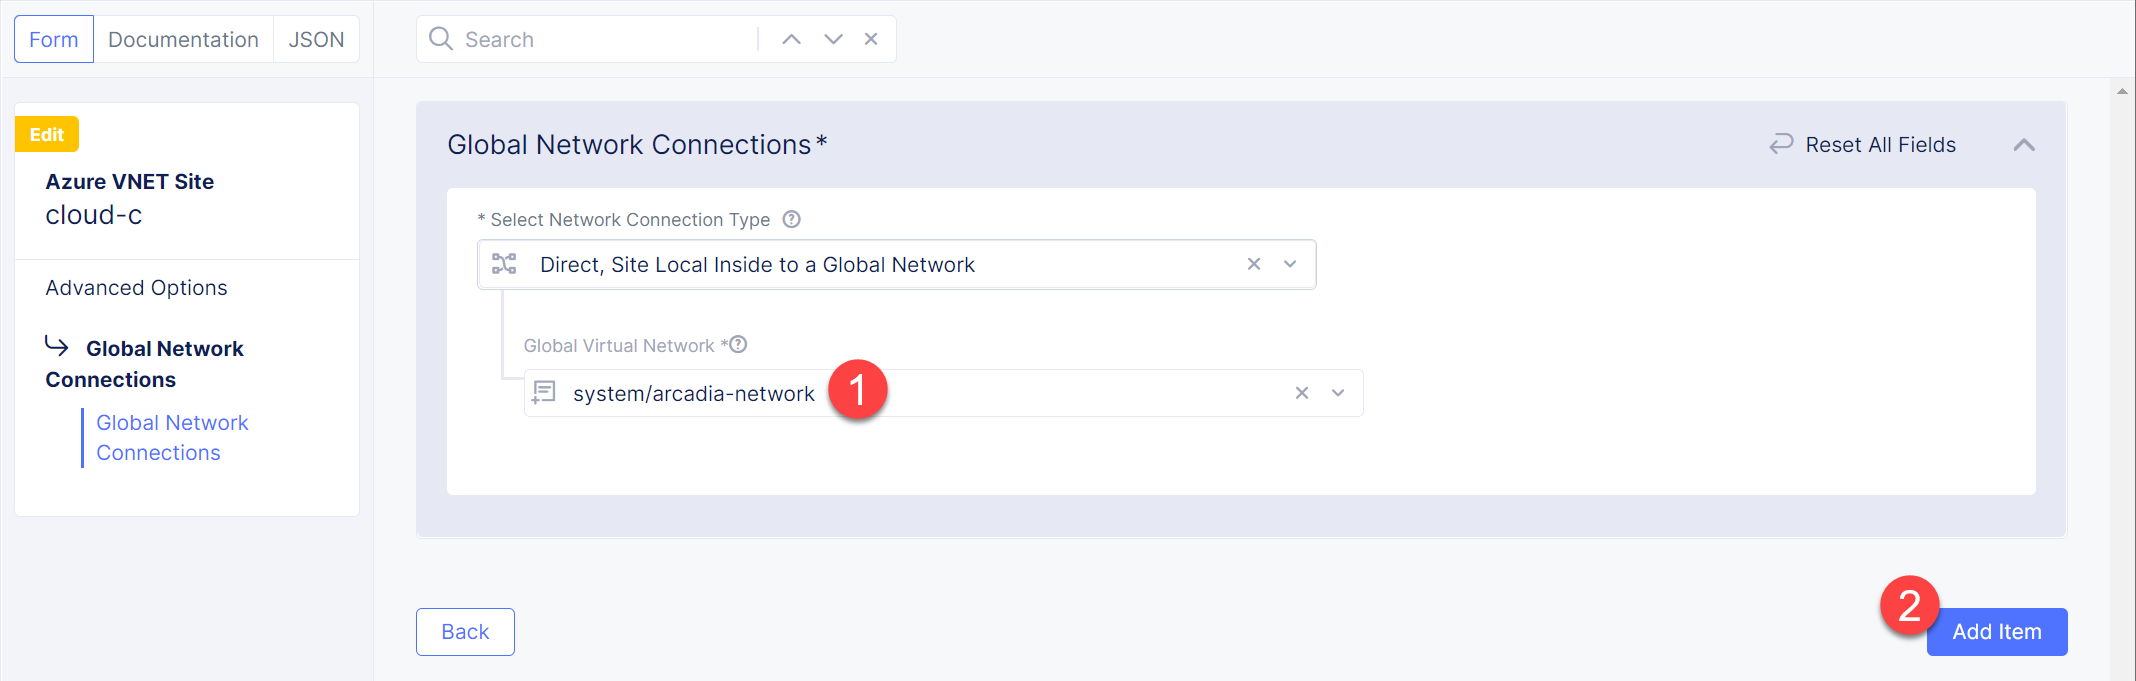 Form Documentation JSON
Search
Edit
Azure VNET Site
cloud-c
Advanced Options
Global Network
Connections
Global Network
Connections
Global Network Connections*
Reset All Fields
* Select Network Connection Type ?
Direct, Site Local Inside to a Global Network
Global Virtual Network *?
system/arcadia-network 1
Back
2
Add Item